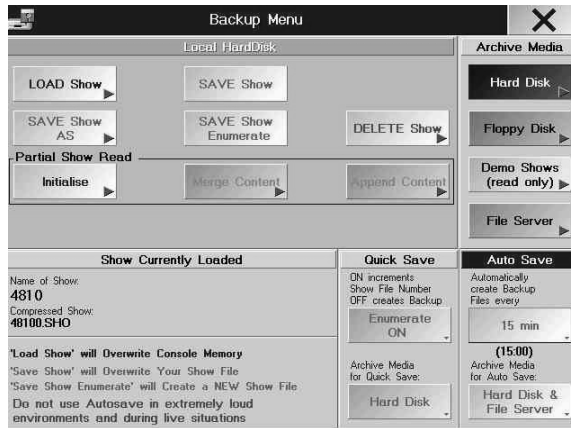 Backup Menu
Local HardDisk
Archive Media
LOAD Show
SAVE Show
Hard Disk
SAVE Show
AS
SAVE Show
Enumerate
DELETE Show
Floppy Disk
Partial Show Read
Initialise
Merge Content
Append Content
Demo Shows
(read only)
File Server
Show Currently Loaded
Quick Save
Auto Save
Name of Show:
4810
Compressed Show:
48100.SHO
ON increments
Show File Number
OFF creates Backup
Enumerate
ON
Automatically
create Backup
Files every
15 min
(15:00)
'Load Show' will Overwrite Console Memory
'Save Show' will Overwrite Your Show File
'Save Show Enumerate' will Create a NEW Show File
Do not use Autosave in extremely loud
environments and during live situations
Archive Media
for Quick Save:
Hard Disk
Archive Media
for Auto Save:
Hard Disk &
File Server